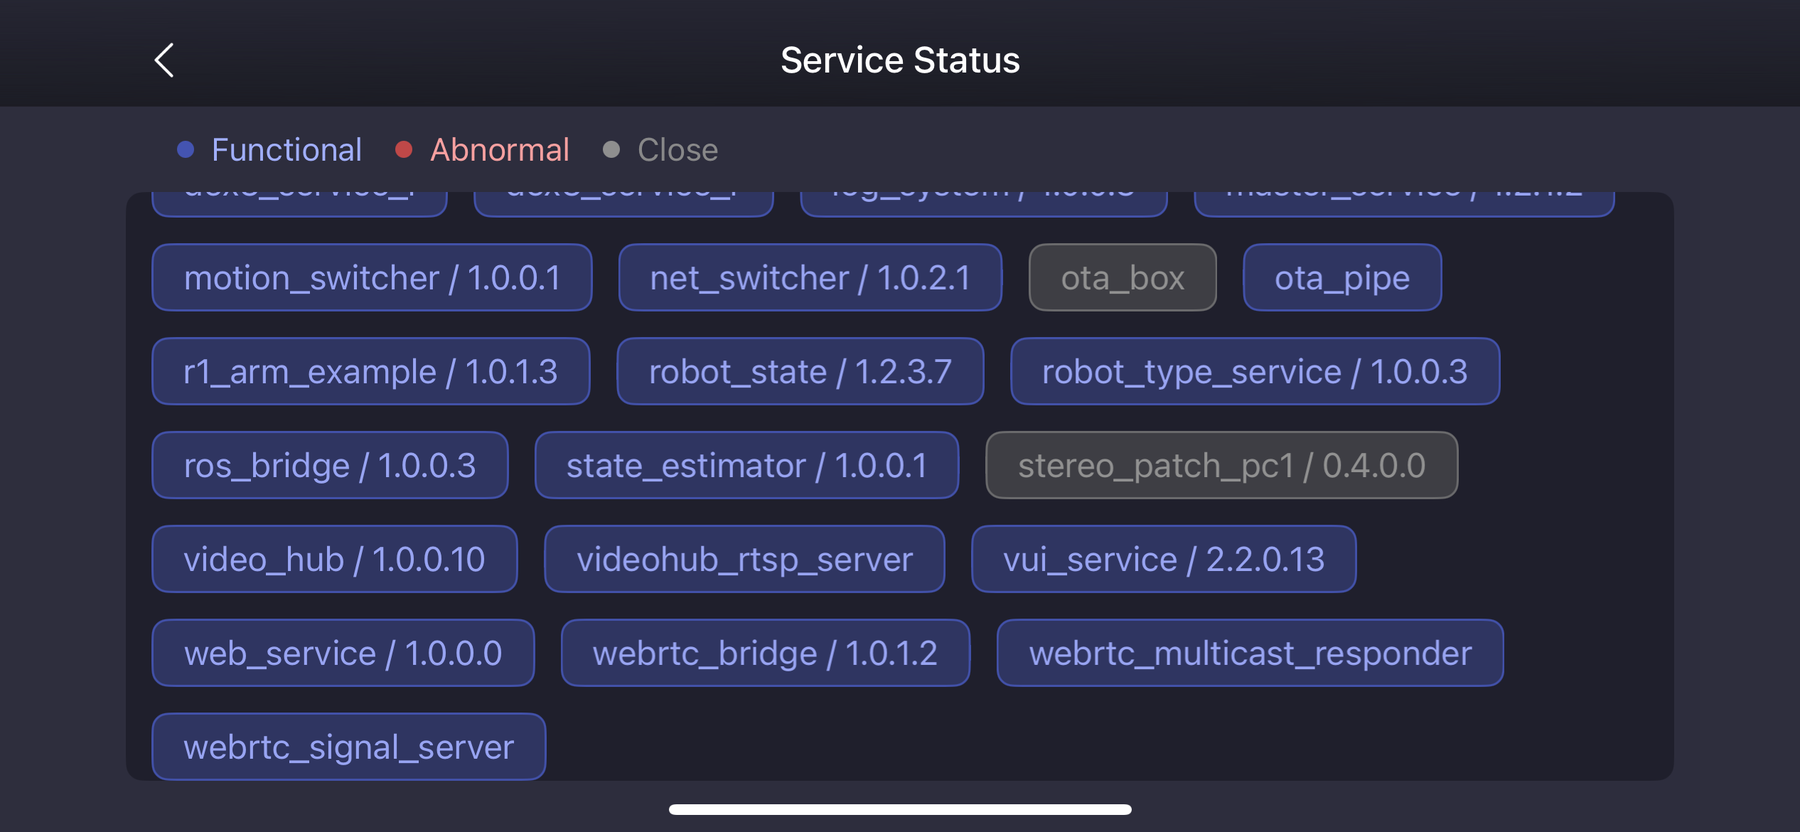 Service Status
Functional Abnormal Close
motion_switcher / 1.0.0.1 net_switcher / 1.0.2.1 ota_box ota_pipe
r1_arm_example / 1.0.1.3 robot_state / 1.2.3.7 robot_type_service / 1.0.0.3
ros_bridge / 1.0.0.3 state_estimator / 1.0.0.1 stereo_patch_pc1 / 0.4.0.0
video_hub / 1.0.0.10 videohub_rtsp_server vui_service / 2.2.0.13
web_service / 1.0.0.0 webrtc_bridge / 1.0.1.2 webrtc_multicast_responder
webrtc_signal_server